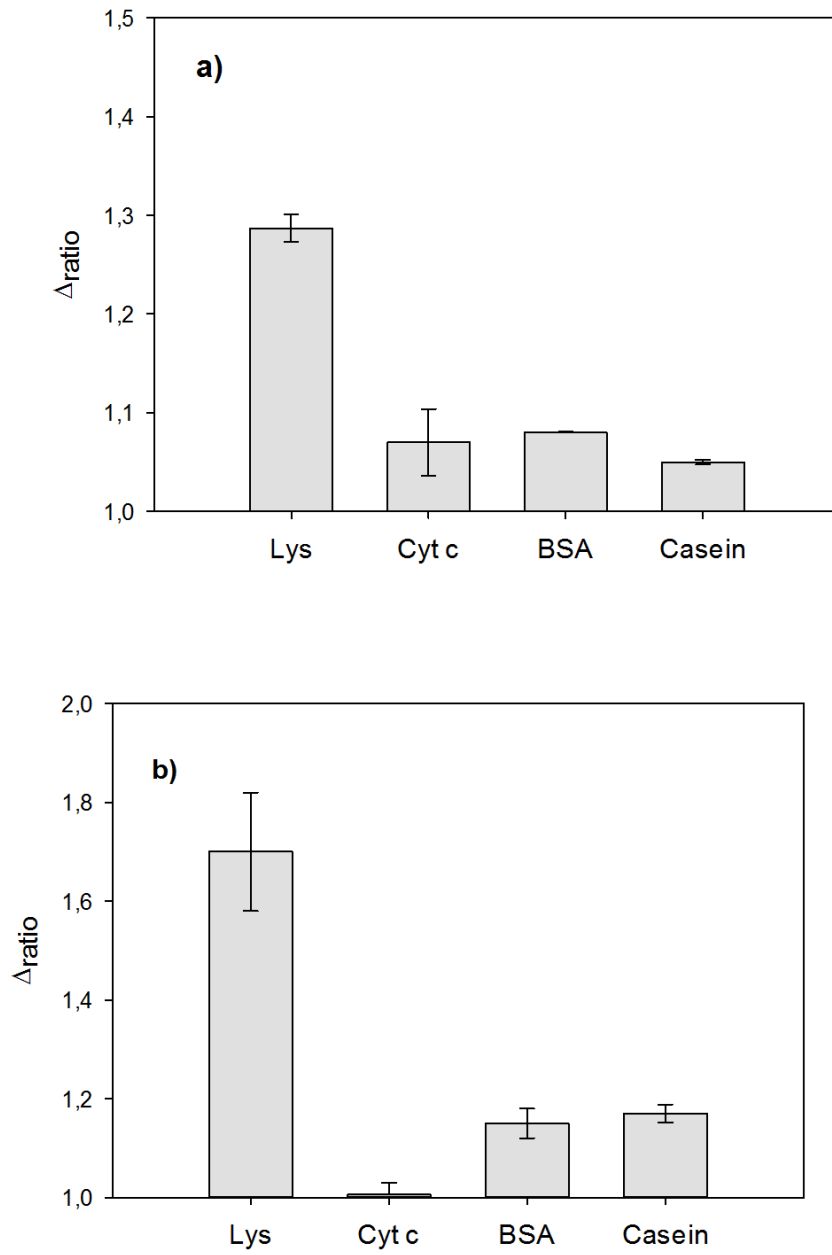 a)
1,5
1,4
1,3
1,2
1,1
1,0
Δratio
Lys Cyt c BSA Casein
b)
2,0
1,8
1,6
1,4
1,2
1,0
Δratio
Lys Cyt c BSA Casein